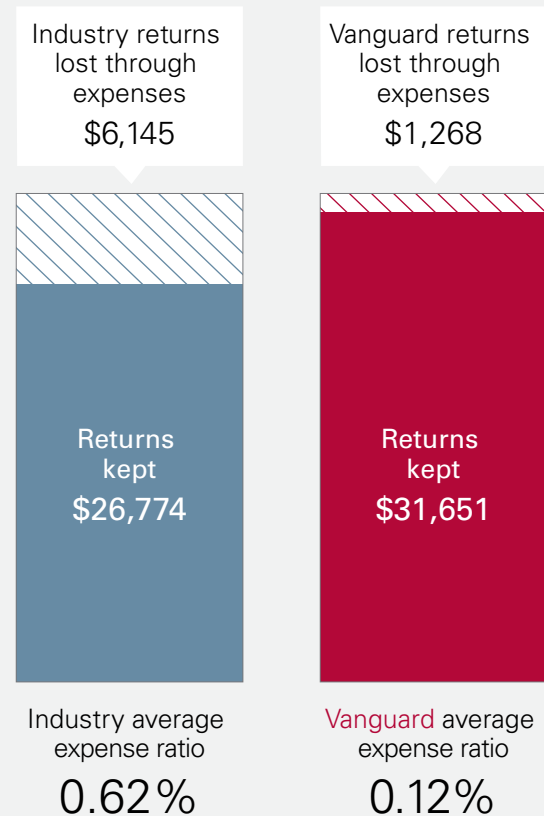 Industry returns
lost through
expenses
$6,145
Returns
kept
$26,774
Industry average
expense ratio
0.62%
Vanguard returns
lost through
expenses
$1,268
Returns
kept
$31,651
Vanguard average
expense ratio
0.12%